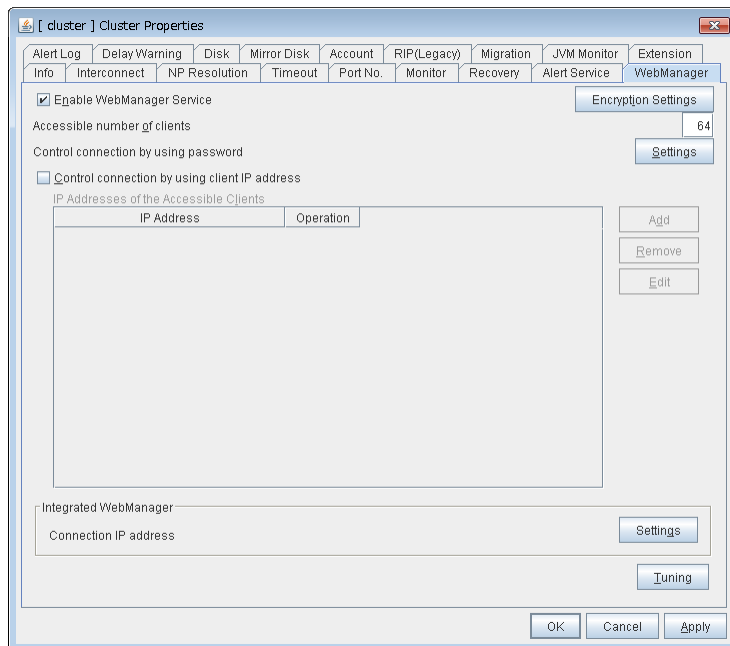 [ cluster ] Cluster Properties
Alert Log Delay Warning Disk Mirror Disk Account RIP(Legacy) Migration JVM Monitor Extension
Info Interconnect NP Resolution Timeout Port No. Monitor Recovery Alert Service WebManager
Enable WebManager Service Encryption Settings
Accessible number of clients 64
Control connection by using password Settings
Control connection by using client IP address
IP Addresses of the Accessible Clients
IP Address Operation
Add
Remove
Edit
Integrated WebManager
Connection IP address Settings
Tuning
OK Cancel Apply